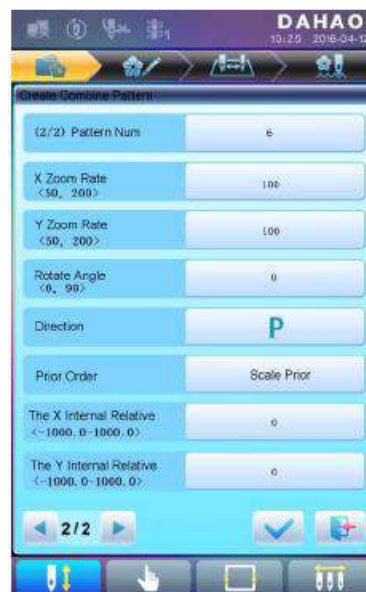 DAHAO
10:25 2016-04-12
Create Combine Pattern
(2/2) Pattern Num
6
X Zoom Rate
<50, 200>
100
Y Zoom Rate
<50, 200>
100
Rotate Angle
<0, 90>
0
Direction
P
Prior Order
Scale Prior
The X Internal Relative
<-1000.0-1000.0>
0
The Y Internal Relative
<-1000.0-1000.0>
0
2/2